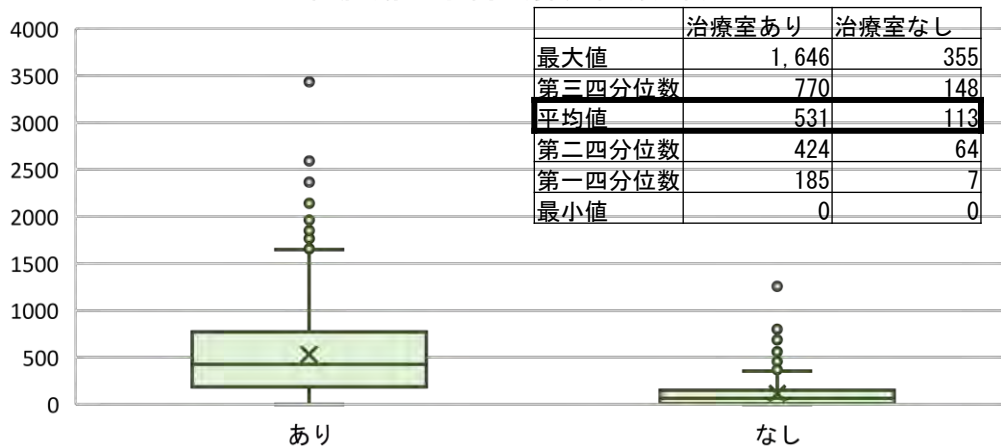 治療室あり 治療室なし
最大値 1,646 355
第三四分位数 770 148
平均値 531 113
第二四分位数 424 64
第一四分位数 185 7
最小値 0 0
4000
3500
3000
2500
2000
1500
1000
500
0
あり なし